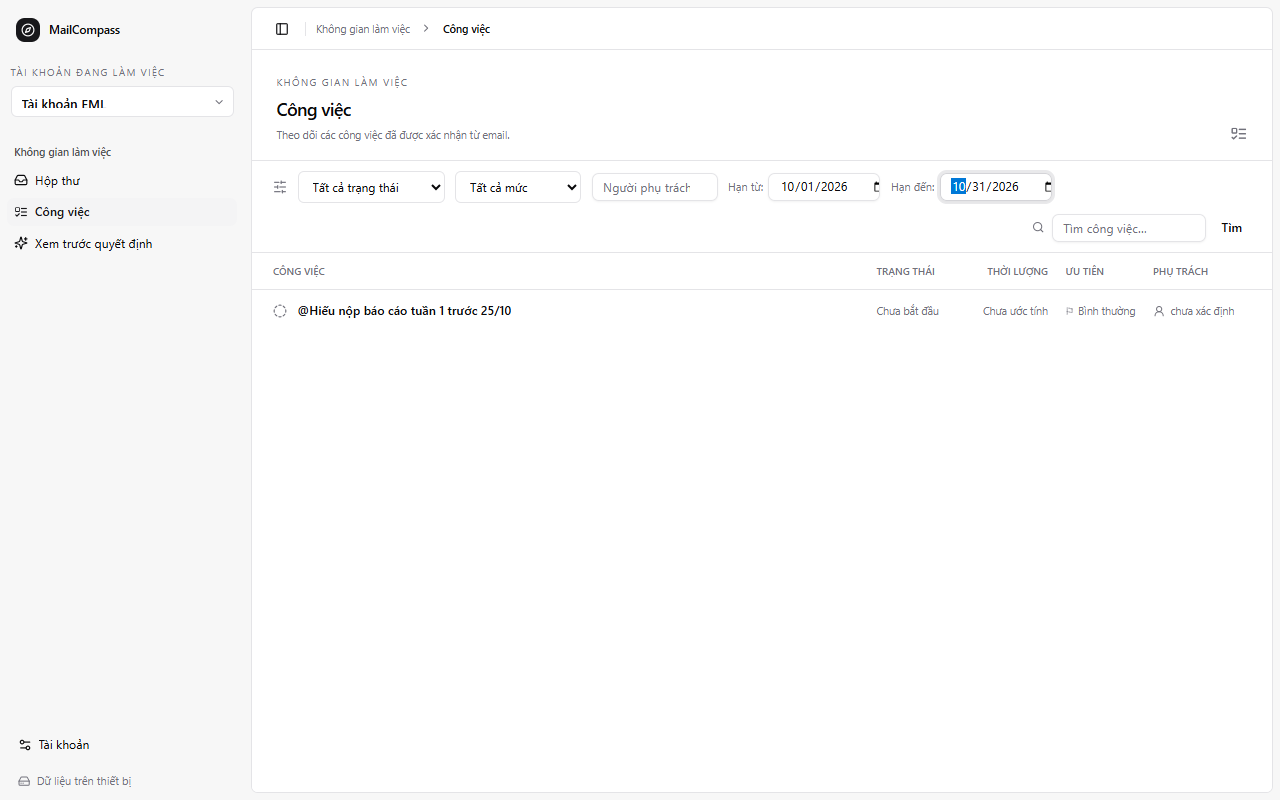 MailCompass
TÀI KHOẢN ĐANG LÀM VIỆC
Tài khoản EMI
Không gian làm việc
Hộp thư
Công việc
Xem trước quyết định
Tài khoản
Dữ liệu trên thiết bị
Không gian làm việc > Công việc
KHÔNG GIAN LÀM VIỆC
Công việc
Theo dõi các công việc đã được xác nhận từ email.
Tất cả trạng thái Tất cả mức Người phụ trách Hạn từ: 10/01/2026 Hạn đến: 10/31/2026
Tìm công việc... Tìm
CÔNG VIỆC TRẠNG THÁI THỜI LƯỢNG ƯU TIÊN PHỤ TRÁCH
@Hiếu nộp báo cáo tuần 1 trước 25/10 Chưa bắt đầu Chưa ước tính Bình thường chưa xác định